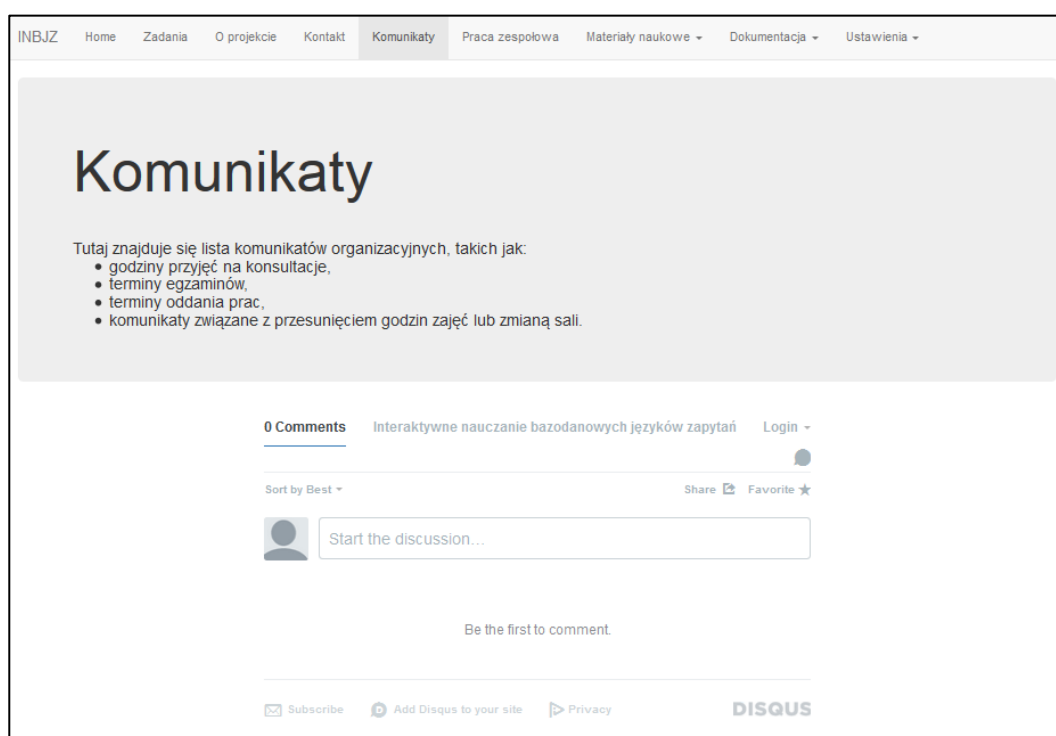 INBJZ Home Zadania O projekcie Kontakt Komunikaty Praca zespołowa Materiały naukowe Dokumentacja Ustawienia
Komunikaty
Tutaj znajduje się lista komunikatów organizacyjnych, takich jak:
• godziny przyjęć na konsultacje,
• terminy egzaminów,
• terminy oddania prac,
• komunikaty związane z przesunięciem godzin zajęć lub zmianą sali.
0 Comments Interaktywne nauczanie bazodanowych języków zapytań Login
Sort by Best Share Favorite
Start the discussion...
Be the first to comment.
Subscribe Add Disqus to your site Privacy DISQUS